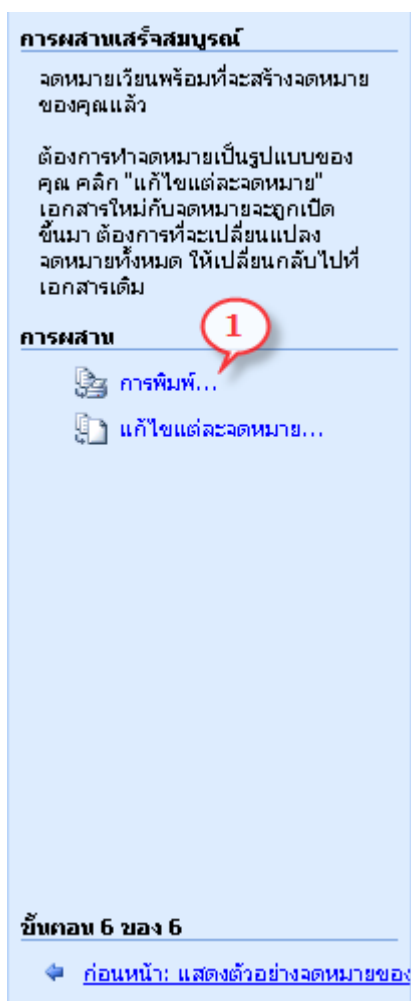 การผสานเสร็จสมบูรณ์
จดหมายเวียนพร้อมที่จะสร้างจดหมาย
ของคุณแล้ว
ต้องการทำจดหมายเป็นรูปแบบของ
คุณ คลิก "แก้ไขแต่ละจดหมาย"
เอกสารใหม่กับจดหมายจะถูกเปิด
ขึ้นมา ต้องการที่จะเปลี่ยนแปลง
จดหมายทั้งหมด ให้เปลี่ยนกลับไปที่
เอกสารเดิม
การผสาน
1
การพิมพ์...
แก้ไขแต่ละจดหมาย...
ขั้นตอน 6 ของ 6
ก่อนหน้า: แสดงตัวอย่างจดหมายของ